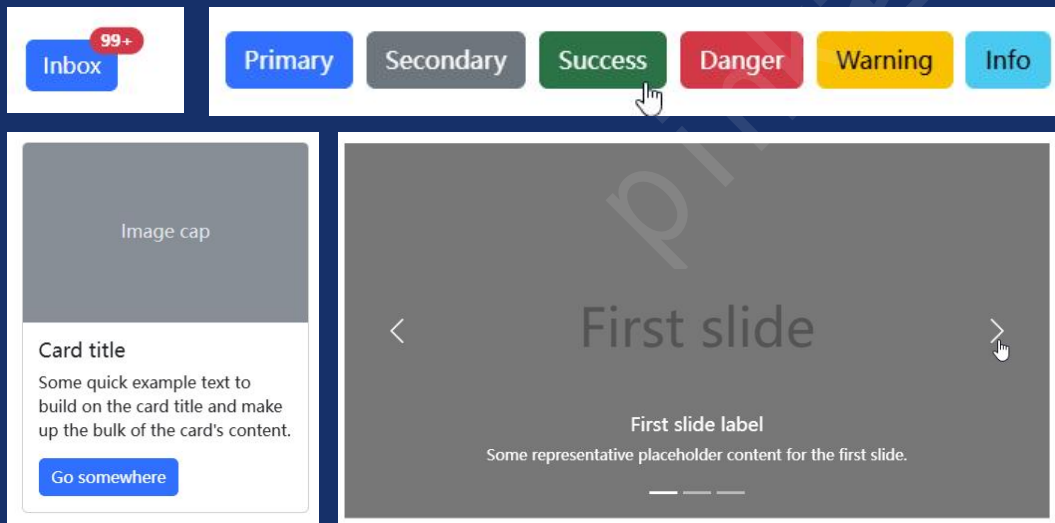 99+
Inbox
Primary Secondary Success Danger Warning Info
Image cap
Card title
Some quick example text to
build on the card title and make
up the bulk of the card's content.
Go somewhere
First slide
First slide label
Some representative placeholder content for the first slide.